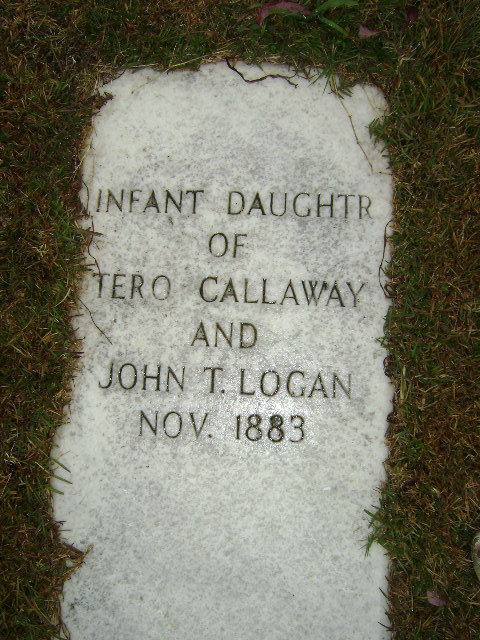 INFANT DAUGHTR
OF
TERO CALLAWAY
AND
JOHN T. LOGAN
NOV. 1883